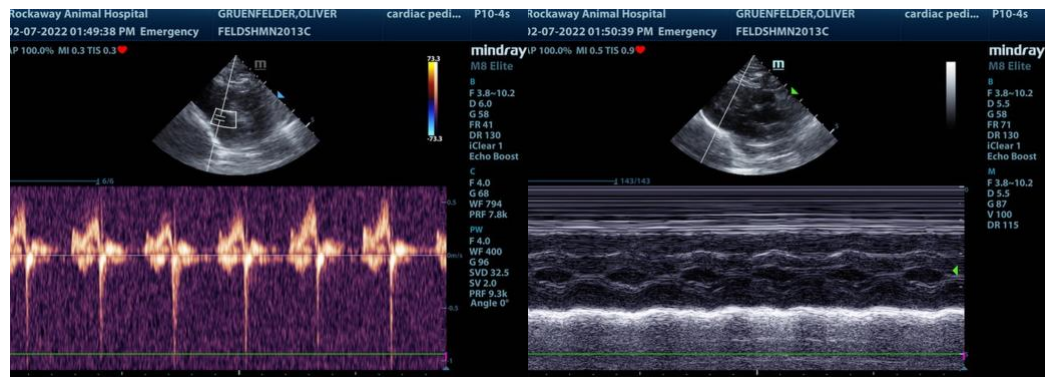 Rockaway Animal Hospital GRUENFELDER,OLIVER cardiac pedi... P10-4s
02-07-2022 01:49:38 PM Emergency FELDSHMN2013C
AP 100.0% MI 0.3 TIS 0.3
mindray
M8 Elite
m
73.3
-73.3
B
F 3.8~10.2
D 6.0
G 58
FR 41
DR 130
iClear 1
Echo Boost
C
F 4.0
G 68
WF 794
PRF 7.8k
PW
F 4.0
WF 400
G 96
SVD 32.5
SV 2.0
PRF 9.3k
Angle 0°
6/6
0.5
0m/s
-0.5
-1
Rockaway Animal Hospital GRUENFELDER,OLIVER cardiac pedi... P10-4s
02-07-2022 01:50:39 PM Emergency FELDSHMN2013C
AP 100.0% MI 0.5 TIS 0.9
mindray
M8 Elite
m
B
F 3.8~10.2
D 5.5
G 58
FR 71
DR 130
iClear 1
Echo Boost
M
F 3.8~10.2
D 5.5
G 87
V 100
DR 115
143/143
0